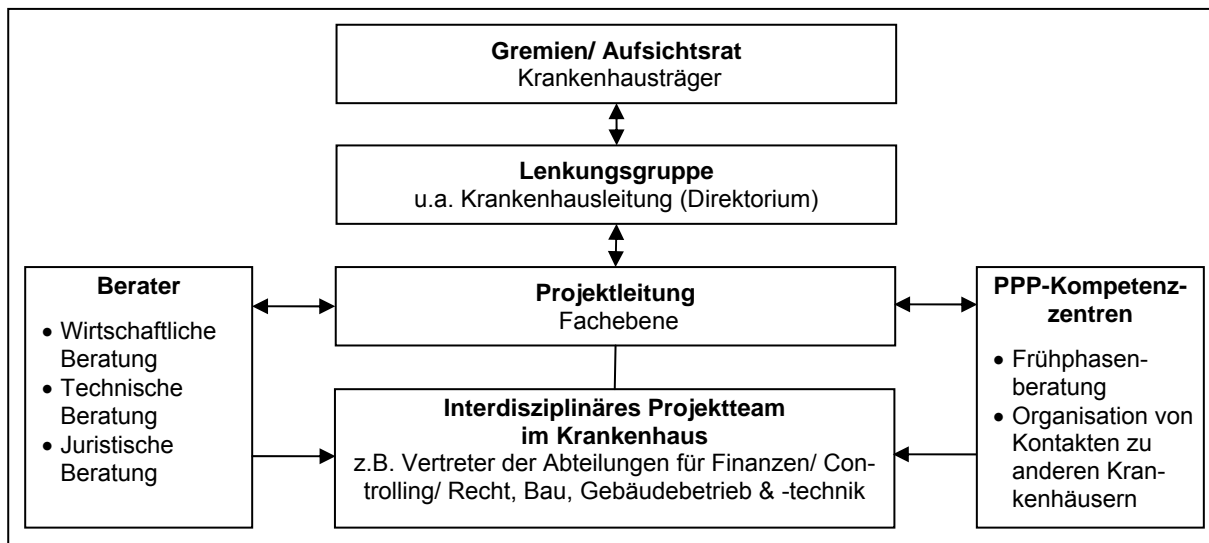 Gremien/ Aufsichtsrat
Krankenhausträger
Lenkungsgruppe
u.a. Krankenhausleitung (Direktorium)
Berater
• Wirtschaftliche
Beratung
• Technische
Beratung
• Juristische
Beratung
Projektleitung
Fachebene
Interdisziplinäres Projektteam
im Krankenhaus
z.B. Vertreter der Abteilungen für Finanzen/ Con-
trolling/ Recht, Bau, Gebäudebetrieb & -technik
PPP-Kompetenz-
zentren
• Frühphasen-
beratung
• Organisation von
Kontakten zu
anderen Kran-
kenhäusern